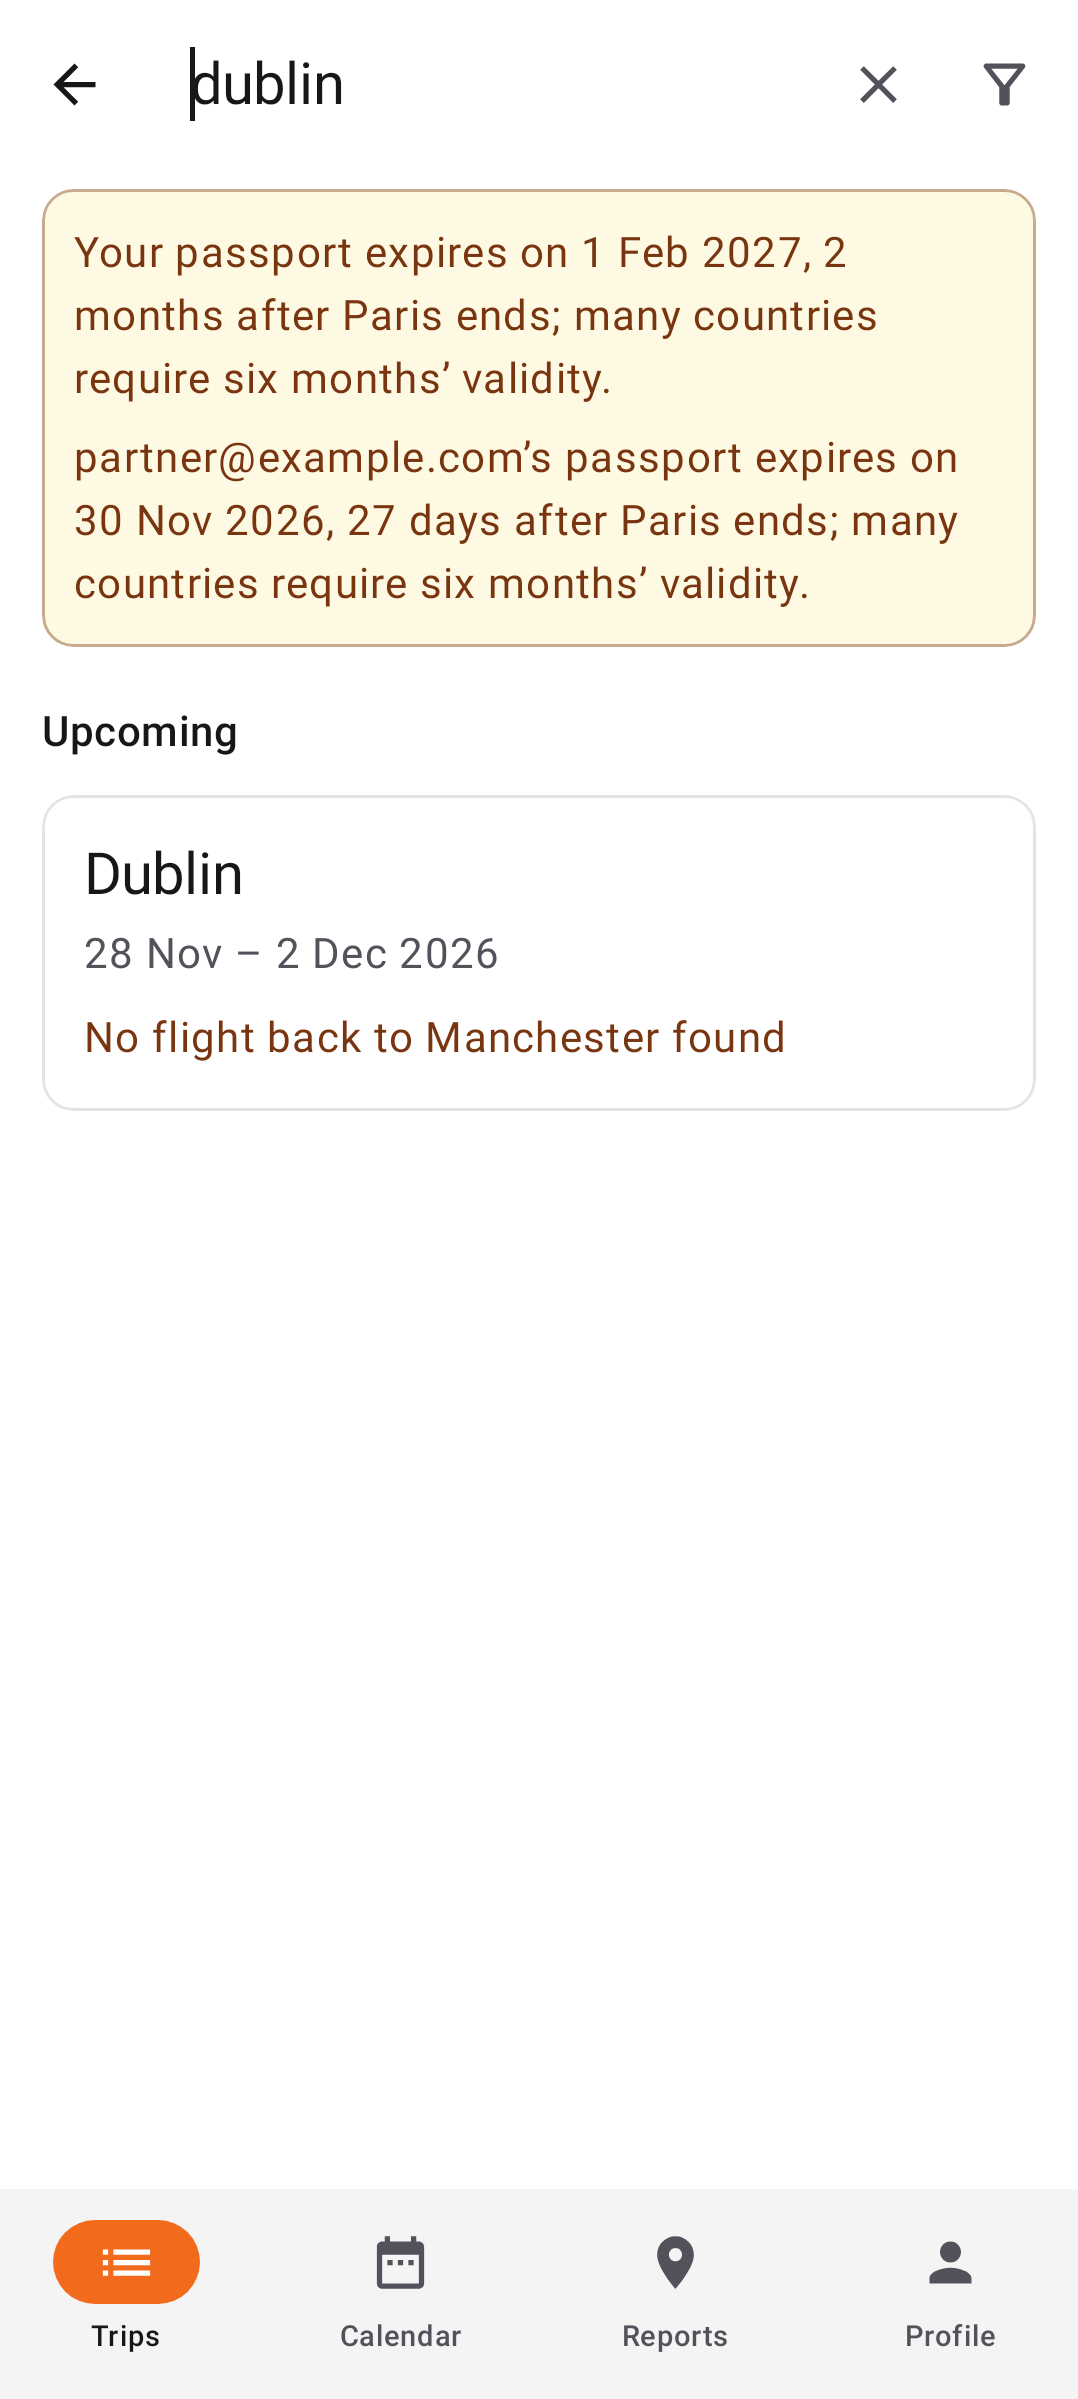 dublin
Your passport expires on 1 Feb 2027, 2
months after Paris ends; many countries
require six months’ validity.
partner@example.com’s passport expires on
30 Nov 2026, 27 days after Paris ends; many
countries require six months’ validity.
Upcoming
Dublin
28 Nov – 2 Dec 2026
No flight back to Manchester found
Trips
Calendar
Reports
Profile